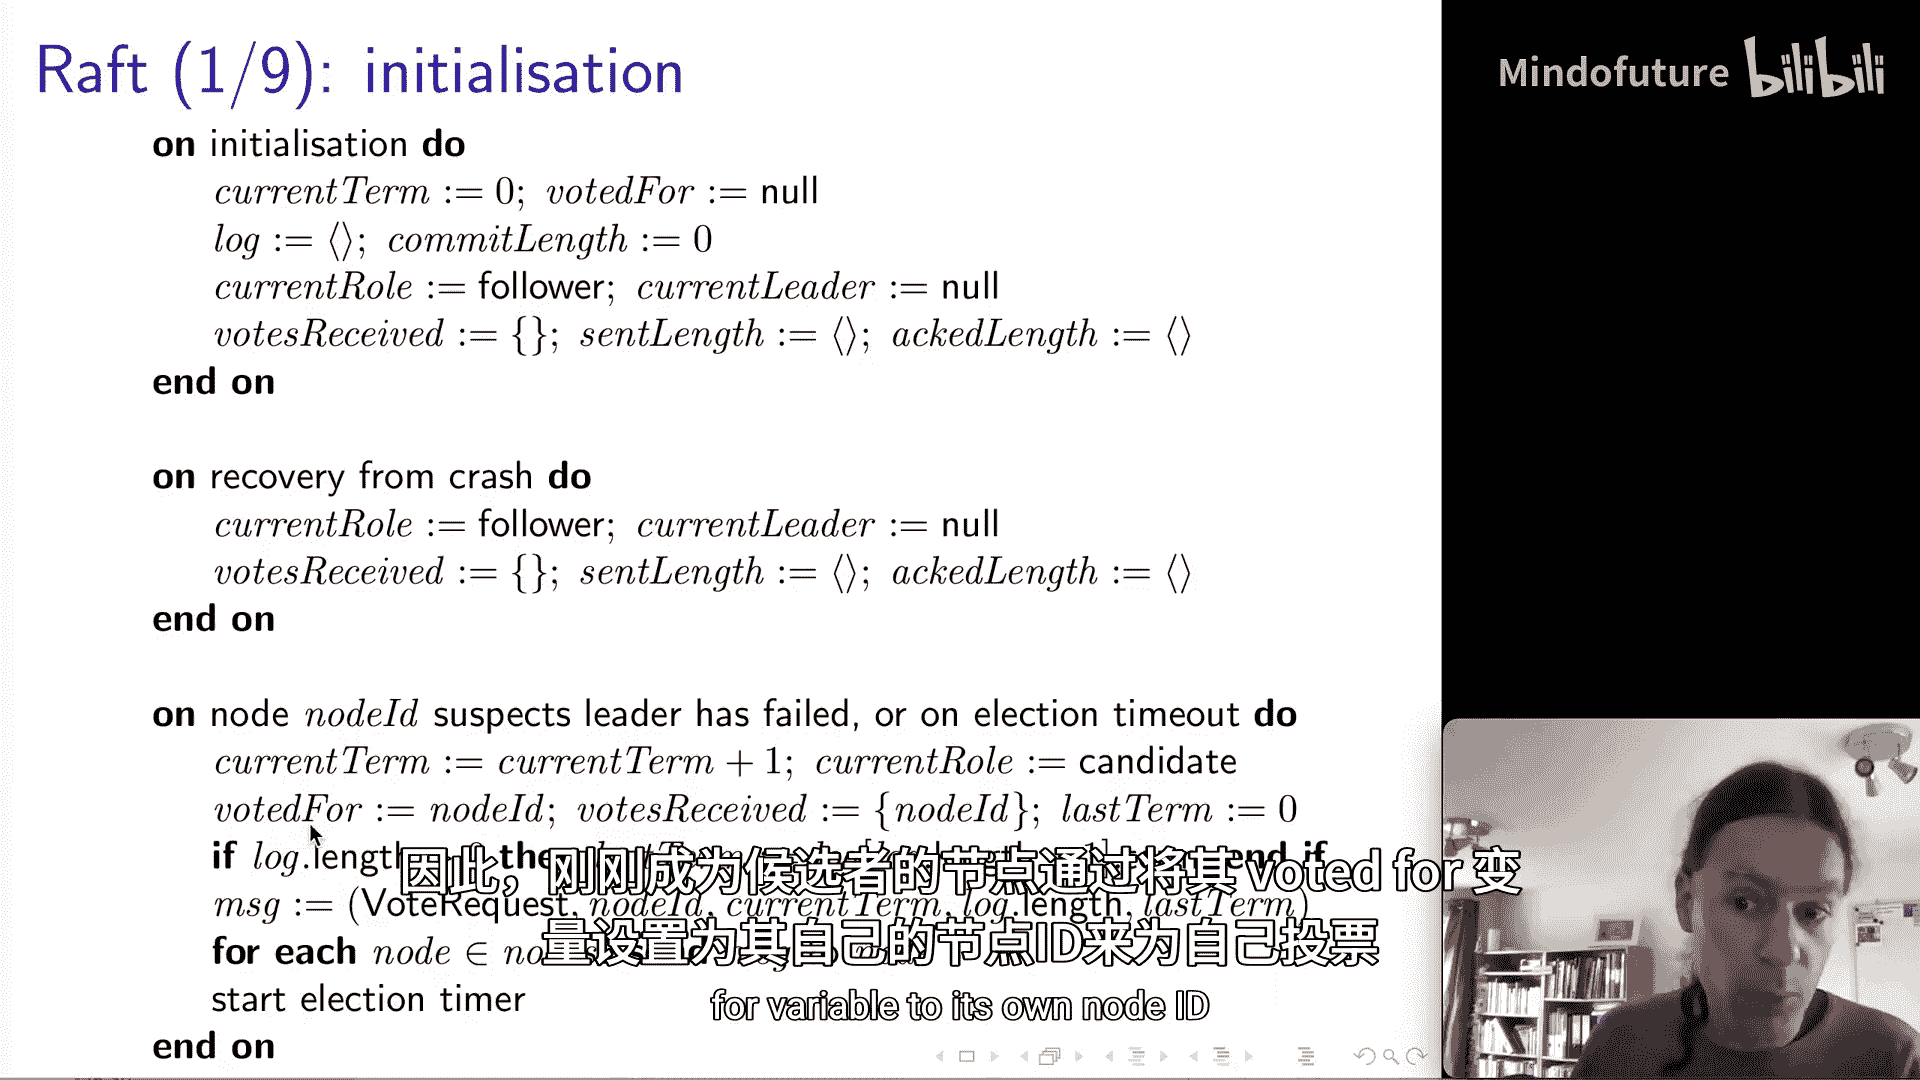 Raft (1/9): initialisation
Mindofuture bilibili
on initialisation do
currentTerm := 0; votedFor := null
log := ⟨⟩; commitLength := 0
currentRole := follower; currentLeader := null
votesReceived := {}; sentLength := ⟨⟩; ackedLength := ⟨⟩
end on
on recovery from crash do
currentRole := follower; currentLeader := null
votesReceived := {}; sentLength := ⟨⟩; ackedLength := ⟨⟩
end on
on node nodeId suspects leader has failed, or on election timeout do
currentTerm := currentTerm + 1; currentRole := candidate
votedFor := nodeId; votesReceived := {nodeId}; lastTerm := 0
if log.length end if
因此，刚刚成为候选者的节点通过将其 voted for 变
msg := (VoteRequest, nodeId, currentTerm, log.length, lastTerm)
量设置为其自己的节点ID来为自己投票
for each node ∈
start election timer
for variable to its own node ID
end on